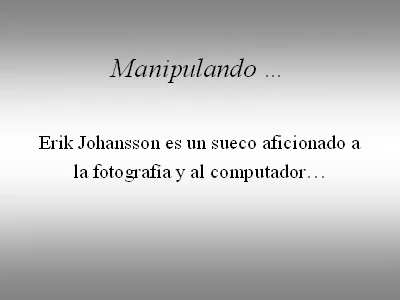 Manipulando ...
Erik Johansson es un sueco aficionado a
la fotografía y al computador…